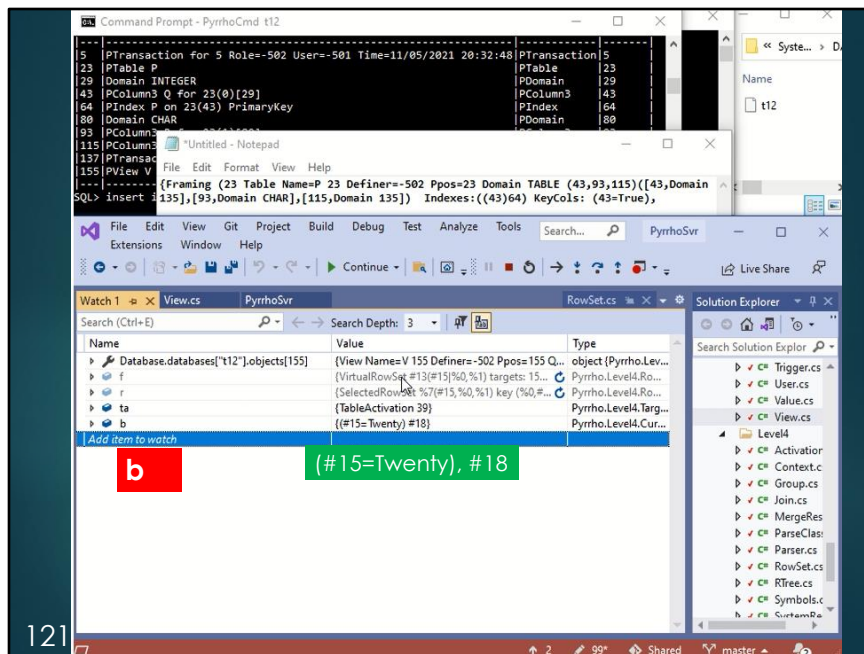 Command Prompt - PyrrhoCmd t12
|5 |PTransaction for 5 Role=-502 User=-501 Time=11/05/2021 20:32:48|PTransaction|5 |
|23 |PTable P |PTable |23 |
|29 |Domain INTEGER |PDomain |29 |
|43 |PColumn3 Q for 23(0)[29] |PColumn3 |43 |
|64 |PIndex P on 23(43) PrimaryKey |PIndex |64 |
|80 |Domain CHAR |PDomain |80 |
|93 |PColumn3
|115|PColumn3
|137|PTransac
|155|PView V
SQL> insert i
« Syste... > D
Name
t12
*Untitled - Notepad
File Edit Format View Help
{Framing (23 Table Name=P 23 Definer=-502 Ppos=23 Domain TABLE (43,93,115)([43,Domain
135],[93,Domain CHAR],[115,Domain 135]) Indexes:((43)64) KeyCols: (43=True),
File Edit View Git Project Build Debug Test Analyze Tools Search... PyrrhoSvr
Extensions Window Help
Continue Live Share
Watch 1 View.cs PyrrhoSvr RowSet.cs
Search (Ctrl+E) Search Depth: 3
Name Value Type
Database.databases["t12"].objects[155] {View Name=V 155 Definer=-502 Ppos=155 Q... object {Pyrrho.Lev...
f {VirtualRowSet #13(#15|%0,%1) targets: 15... Pyrrho.Level4.Ro...
r {SelectedRowSet %7(#15,%0,%1) key (%0,#... Pyrrho.Level4.Ro...
ta {TableActivation 39} Pyrrho.Level4.Targ...
b {(#15=Twenty) #18} Pyrrho.Level4.Cur...
Add item to watch
b
(#15=Twenty), #18
Solution Explorer
Search Solution Explor
C# Trigger.cs
C# User.cs
C# Value.cs
C# View.cs
Level4
C# Activation
C# Context.c
C# Group.cs
C# Join.cs
C# MergeRes
C# ParseClas
C# Parser.cs
C# RowSet.cs
C# RTree.cs
C# Symbols.c
C# SystemRe
121
2 99* Shared master